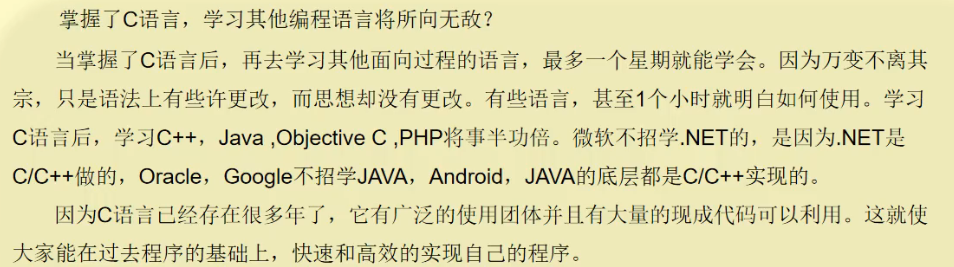 掌握了C语言，学习其他编程语言将所向无敌？
当掌握了C语言后，再去学习其他面向过程的语言，最多一个星期就能学会。因为万变不离其
宗，只是语法上有些许更改，而思想却没有更改。有些语言，甚至1个小时就明白如何使用。学习
C语言后，学习C++，Java ,Objective C ,PHP将事半功倍。微软不招学.NET的，是因为.NET是
C/C++做的，Oracle，Google不招学JAVA，Android，JAVA的底层都是C/C++实现的。
因为C语言已经存在很多年了，它有广泛的使用团体并且有大量的现成代码可以利用。这就使
大家能在过去程序的基础上，快速和高效的实现自己的程序。